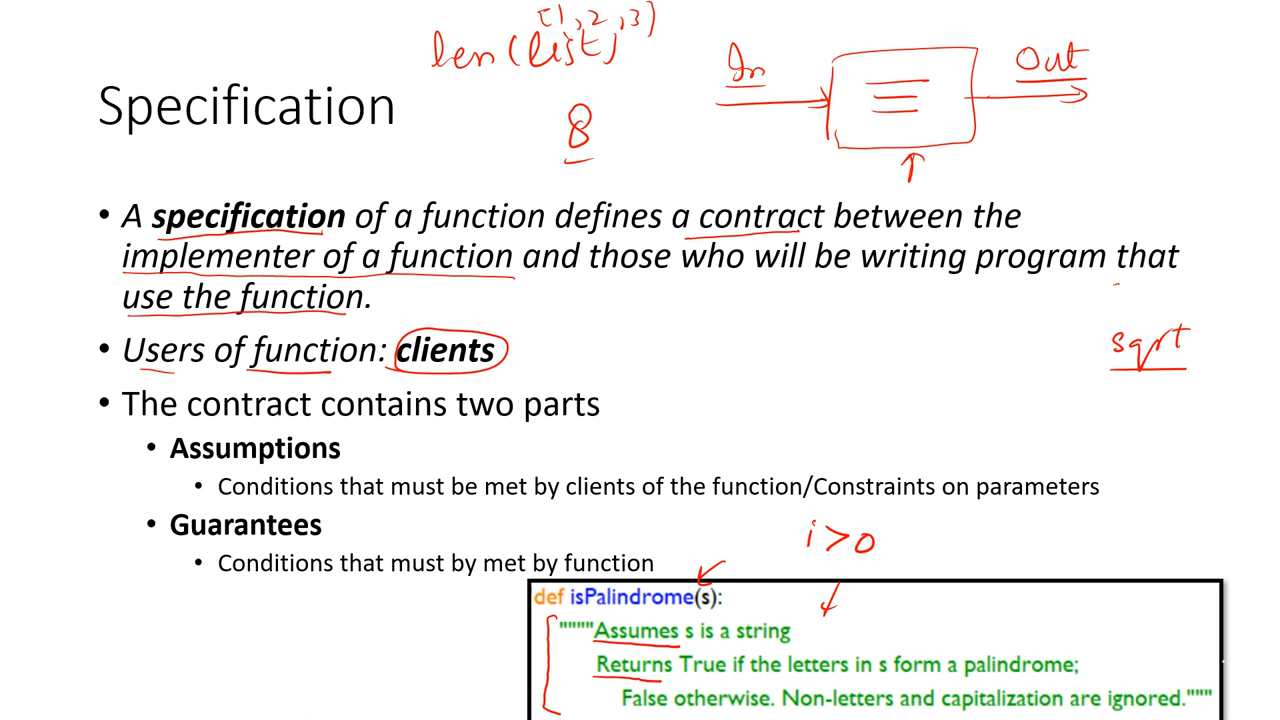 [1,2,3]
len(list)
In
Out
Specification
8
• A specification of a function defines a contract between the
implementer of a function and those who will be writing program that
use the function.
sqrt
• Users of function: clients
• The contract contains two parts
• Assumptions
• Conditions that must be met by clients of the function/Constraints on parameters
• Guarantees
i>0
• Conditions that must by met by function
def isPalindrome(s):
""""Assumes s is a string
Returns True if the letters in s form a palindrome;
False otherwise. Non-letters and capitalization are ignored."""